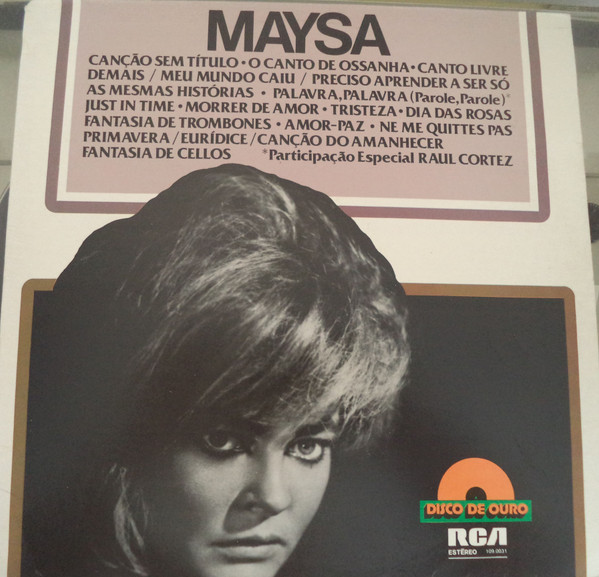 MAYSA
CANÇÃO SEM TÍTULO • O CANTO DE OSSANHA • CANTO LIVRE
DEMAIS / MEU MUNDO CAIU / PRECISO APRENDER A SER SÓ
AS MESMAS HISTÓRIAS • PALAVRA, PALAVRA (Parole, Parole)*
JUST IN TIME • MORRER DE AMOR • TRISTEZA • DIA DAS ROSAS
FANTASIA DE TROMBONES • AMOR-PAZ • NE ME QUITTES PAS
PRIMAVERA / EURÍDICE / CANÇÃO DO AMANHECER
FANTASIA DE CELLOS *Participação Especial RAUL CORTEZ
DISCO DE OURO
RCA
ESTÉREO 109.0031